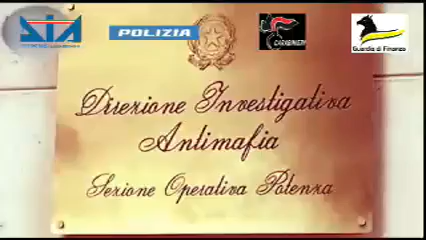 DIA
POLIZIA
CARABINIERI
Guardia di Finanza
Direzione Investigativa
Antimafia
Sezione Operativa Potenza